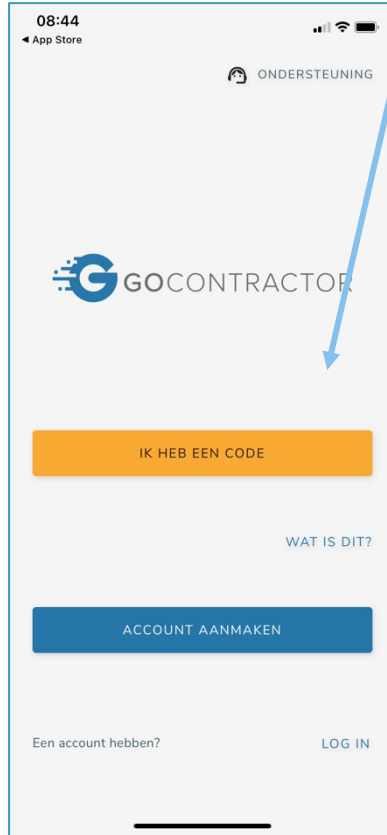 08:44
◀ App Store
ONDERSTEUNING
GOCONTRACTOR
IK HEB EEN CODE
WAT IS DIT?
ACCOUNT AANMAKEN
Een account hebben?
LOG IN